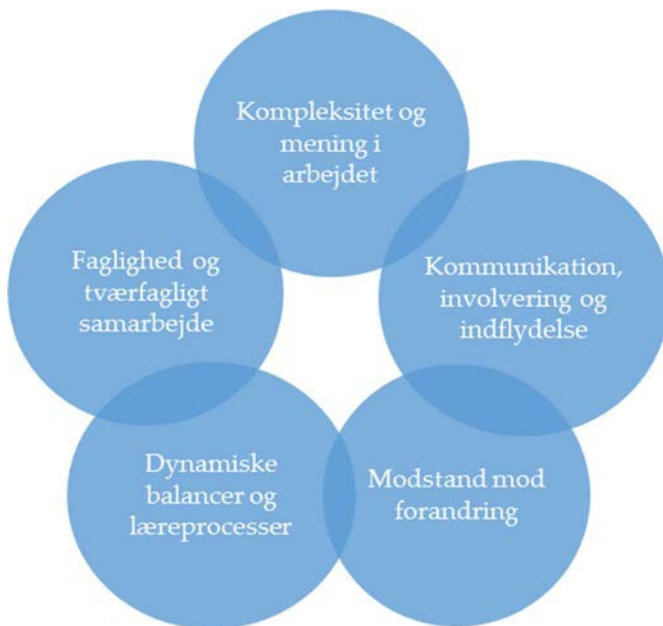 Kompleksitet og
mening i
arbejdet
Faglighed og
tværfagligt
samarbejde
Kommunikation,
involvering og
indflydelse
Dynamiske
balancer og
læreprocesser
Modstand mod
forandring